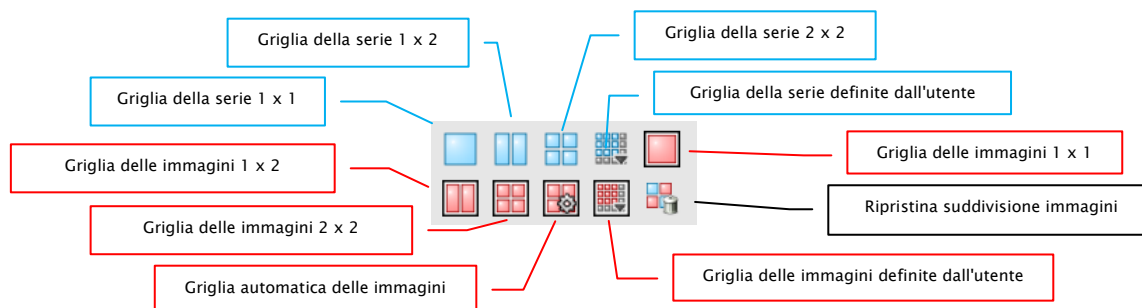 Griglia della serie 1 x 2
Griglia della serie 2 x 2
Griglia della serie 1 x 1
Griglia della serie definite dall'utente
Griglia delle immagini 1 x 2
Griglia delle immagini 1 x 1
Griglia delle immagini 2 x 2
Ripristina suddivisione immagini
Griglia automatica delle immagini
Griglia delle immagini definite dall'utente